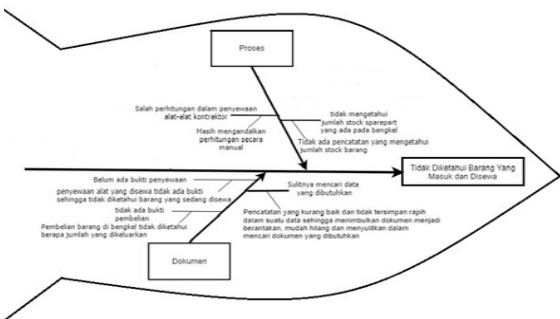 Proses
Salah perhitungan dalam penyewaan
alat-alat kontraktor
Masih mengandalkan
perhitungan secara
manual
tidak mengetahui
jumlah stock sparepart
yang ada pada bengkel
Tidak ada pencatatan yang mengetahui
jumlah stock barang
Tidak Diketahui Barang Yang
Masuk dan Disewa
Belum ada bukti penyewaan
penyewaan alat yang disewa tidak ada bukti
sehingga tidak diketahui barang yang sedang disewa
tidak ada bukti
pembelian
Pembelian barang di bengkel tidak diketahui
berapa jumlah yang dikeluarkan
Sulitnya mencari data
yang dibutuhkan
Pencatatan yang kurang baik dan tidak tersimpan rapih
dalam suatu data sehingga menimbulkan dokumen menjadi
berantakan, mudah hilang dan menyulitkan dalam
mencari dokumen yang dibutuhkan
Dokumen